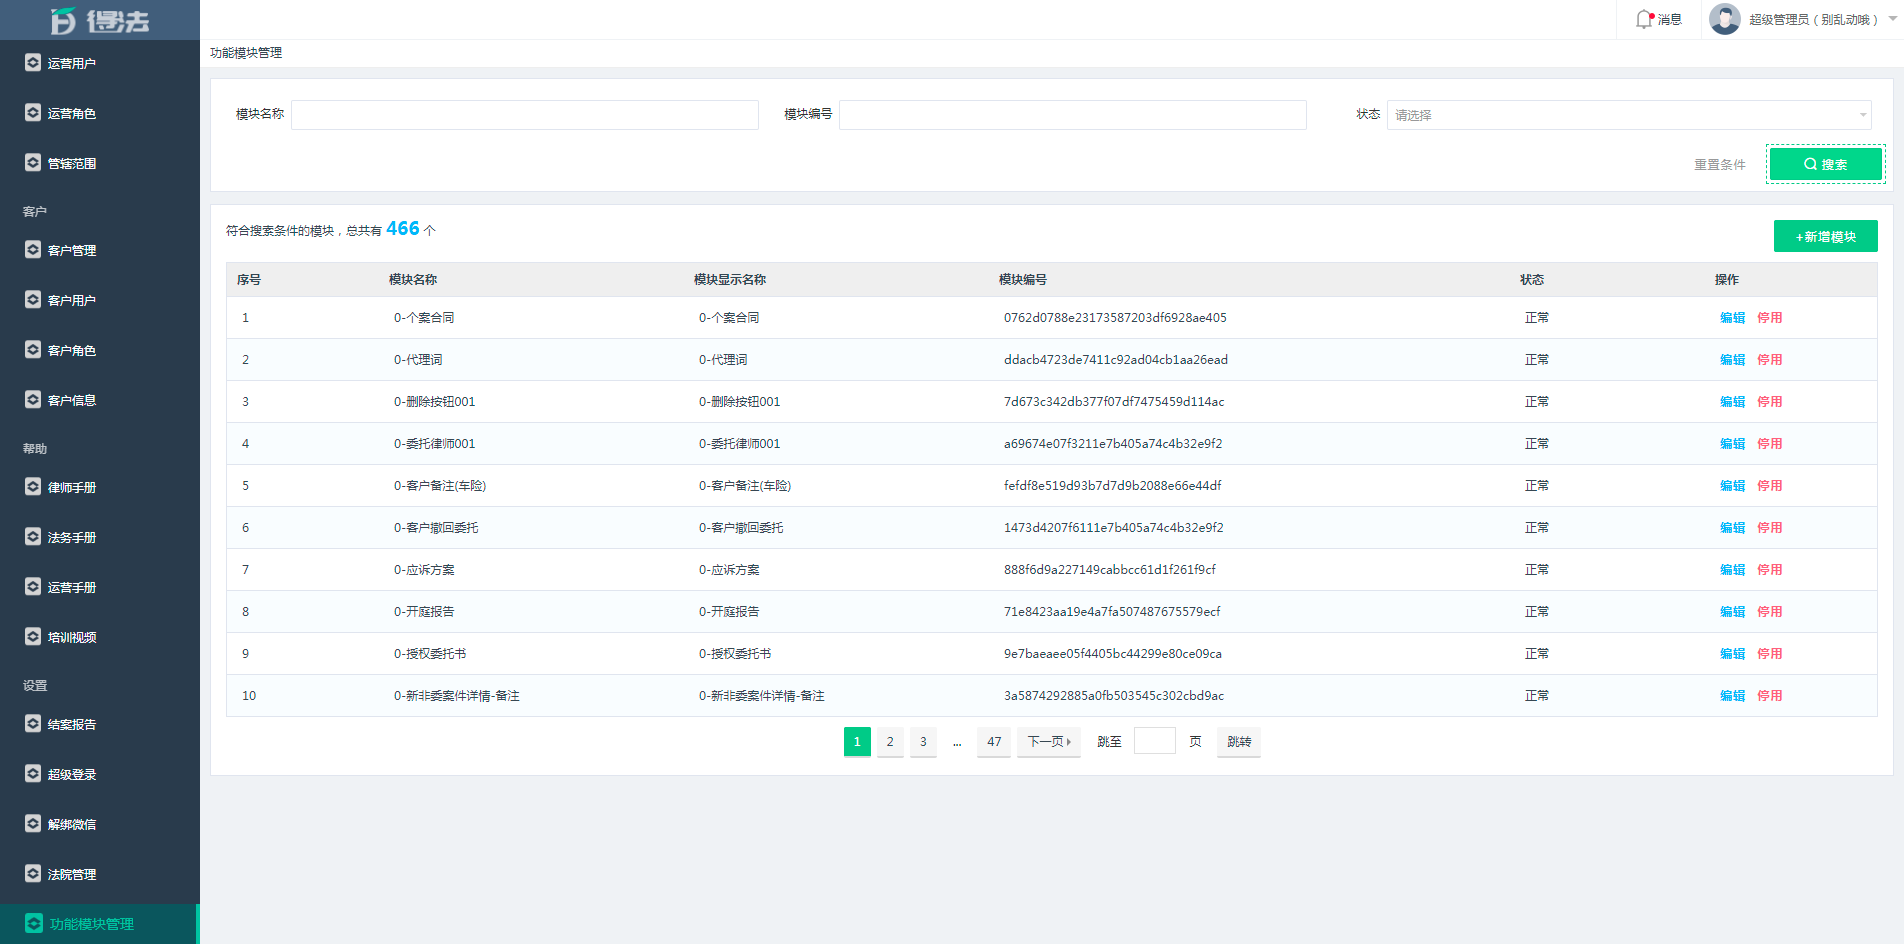 得法
消息
超级管理员（别乱动哦）
运营用户
运营角色
管辖范围
客户
客户管理
客户用户
客户角色
客户信息
帮助
律师手册
法务手册
运营手册
培训视频
设置
结案报告
超级登录
解绑微信
法院管理
功能模块管理
功能模块管理
模块名称 模块编号 状态 请选择
重置条件 搜索
符合搜索条件的模块，总共有 466 个
+新增模块
序号 模块名称 模块显示名称 模块编号 状态 操作
1 0-个案合同 0-个案合同 0762d0788e23173587203df6928ae405 正常 编辑 停用
2 0-代理词 0-代理词 ddacb4723de7411c92ad04cb1aa26ead 正常 编辑 停用
3 0-删除按钮001 0-删除按钮001 7d673c342db377f07df7475459d114ac 正常 编辑 停用
4 0-委托律师001 0-委托律师001 a69674e07f3211e7b405a74c4b32e9f2 正常 编辑 停用
5 0-客户备注(车险) 0-客户备注(车险) fefdf8e519d93b7d7d9b2088e66e44df 正常 编辑 停用
6 0-客户撤回委托 0-客户撤回委托 1473d4207f6111e7b405a74c4b32e9f2 正常 编辑 停用
7 0-应诉方案 0-应诉方案 888f6d9a227149cabbcc61d1f261f9cf 正常 编辑 停用
8 0-开庭报告 0-开庭报告 71e8423aa19e4a7fa507487675579ecf 正常 编辑 停用
9 0-授权委托书 0-授权委托书 9e7baeaee05f4405bc44299e80ce09ca 正常 编辑 停用
10 0-新非委案件详情-备注 0-新非委案件详情-备注 3a5874292885a0fb503545c302cbd9ac 正常 编辑 停用
1 2 3 ... 47 下一页 跳至 页 跳转